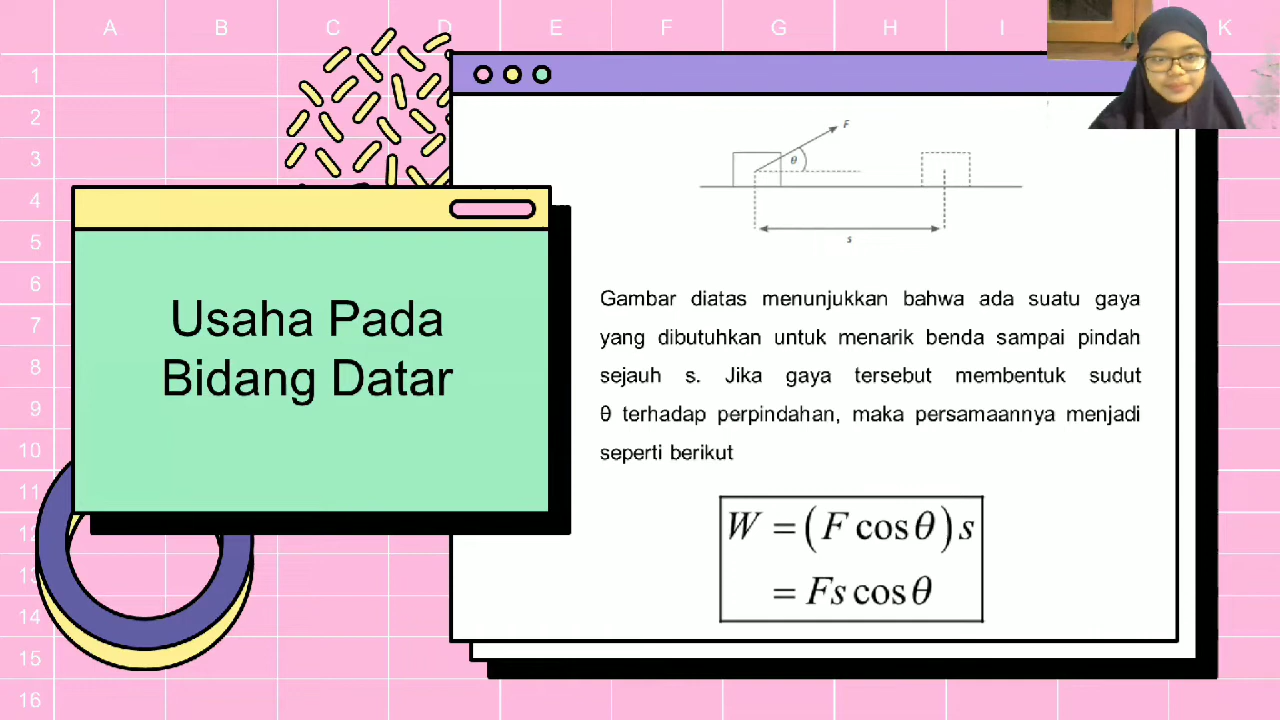 A B C D E F G H I K
1
2
3
4
5
6
7
8
9
10
11
12
13
14
15
16
Usaha Pada
Bidang Datar
F
θ
s
Gambar diatas menunjukkan bahwa ada suatu gaya
yang dibutuhkan untuk menarik benda sampai pindah
sejauh s. Jika gaya tersebut membentuk sudut
θ terhadap perpindahan, maka persamaannya menjadi
seperti berikut
W = (F cos θ) s
= Fs cos θ